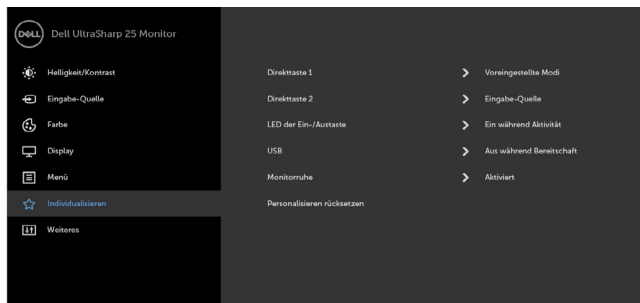 DELL Dell UltraSharp 25 Monitor
Helligkeit/Kontrast
Eingabe-Quelle
Farbe
Display
Menü
Individualisieren
Weiteres
Direkttaste 1 Voreingestellte Modi
Direkttaste 2 Eingabe-Quelle
LED der Ein-/Austaste Ein während Aktivität
USB Aus während Bereitschaft
Monitorruhe Aktiviert
Personalisieren rücksetzen